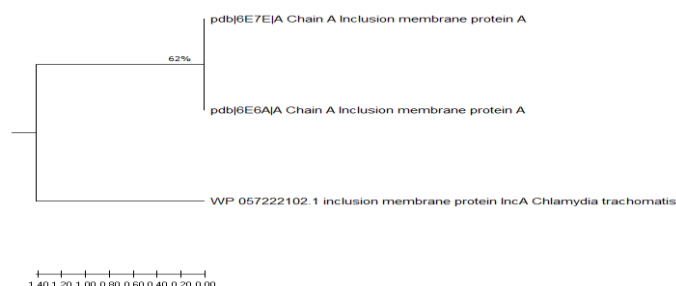 pdb|6E7E|A Chain A Inclusion membrane protein A
62%
pdb|6E6A|A Chain A Inclusion membrane protein A
WP 057222102.1 inclusion membrane protein IncA Chlamydia trachomatis
1.40 1.20 1.00 0.80 0.60 0.40 0.20 0.00